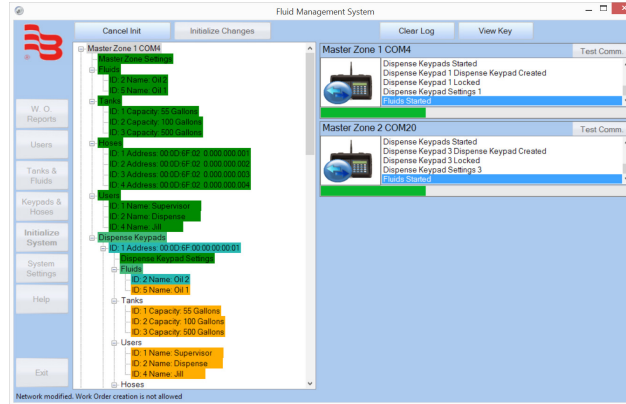 Fluid Management System
Cancel Init
Initialize Changes
Clear Log
View Key
W. O.
Reports
Users
Tanks &
Fluids
Keypads &
Hoses
Initialize
System
System
Settings
Help
Exit
Master Zone 1 COM4
Master Zone Settings
Fluids
ID: 2 Name: Oil 2
ID: 5 Name: Oil 1
Tanks
ID: 1 Capacity: 55 Gallons
ID: 2 Capacity: 100 Gallons
ID: 3 Capacity: 500 Gallons
Hoses
ID: 1 Address: 00:0D:6F 02 0.000 000.001
ID: 2 Address: 00:0D:6F 02 0.000 000.002
ID: 3 Address: 00:0D:6F 02 0.000 000.003
ID: 4 Address: 00:0D:6F 02 0.000 000.004
Users
ID: 1 Name: Supervisor
ID: 2 Name: Dispense
ID: 4 Name: Jill
Dispense Keypads
ID: 1 Address: 00:0D:6F 00:00:00:00:01
Dispense Keypad Settings
Fluids
ID: 2 Name: Oil 2
ID: 5 Name: Oil 1
Tanks
ID: 1 Capacity: 55 Gallons
ID: 2 Capacity: 100 Gallons
ID: 3 Capacity: 500 Gallons
Users
ID: 1 Name: Supervisor
ID: 2 Name: Dispense
ID: 4 Name: Jill
Hoses
Master Zone 1 COM4
Test Comm.
Dispense Keypads Started
Dispense Keypad 1 Dispense Keypad Created
Dispense Keypad 1 Locked
Dispense Keypad Settings 1
Fluids Started
Master Zone 2 COM20
Test Comm.
Dispense Keypads Started
Dispense Keypad 3 Dispense Keypad Created
Dispense Keypad 3 Locked
Dispense Keypad Settings 3
Fluids Started
Network modified. Work Order creation is not allowed